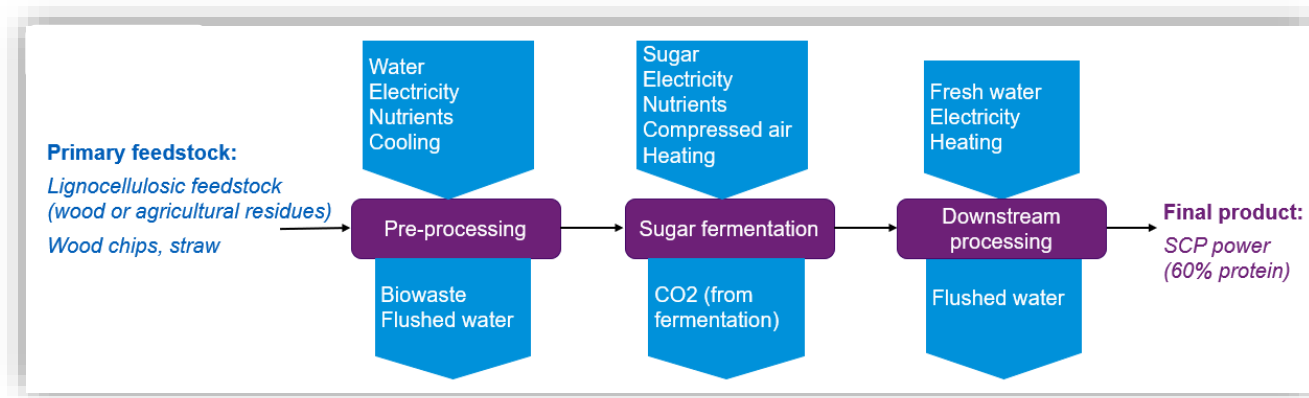 Primary feedstock:
Lignocellulosic feedstock
(wood or agricultural residues)
Wood chips, straw
Water
Electricity
Nutrients
Cooling
Pre-processing
Biowaste
Flushed water
Sugar
Electricity
Nutrients
Compressed air
Heating
Sugar fermentation
CO2 (from
fermentation)
Fresh water
Electricity
Heating
Downstream
processing
Flushed water
Final product:
SCP power
(60% protein)